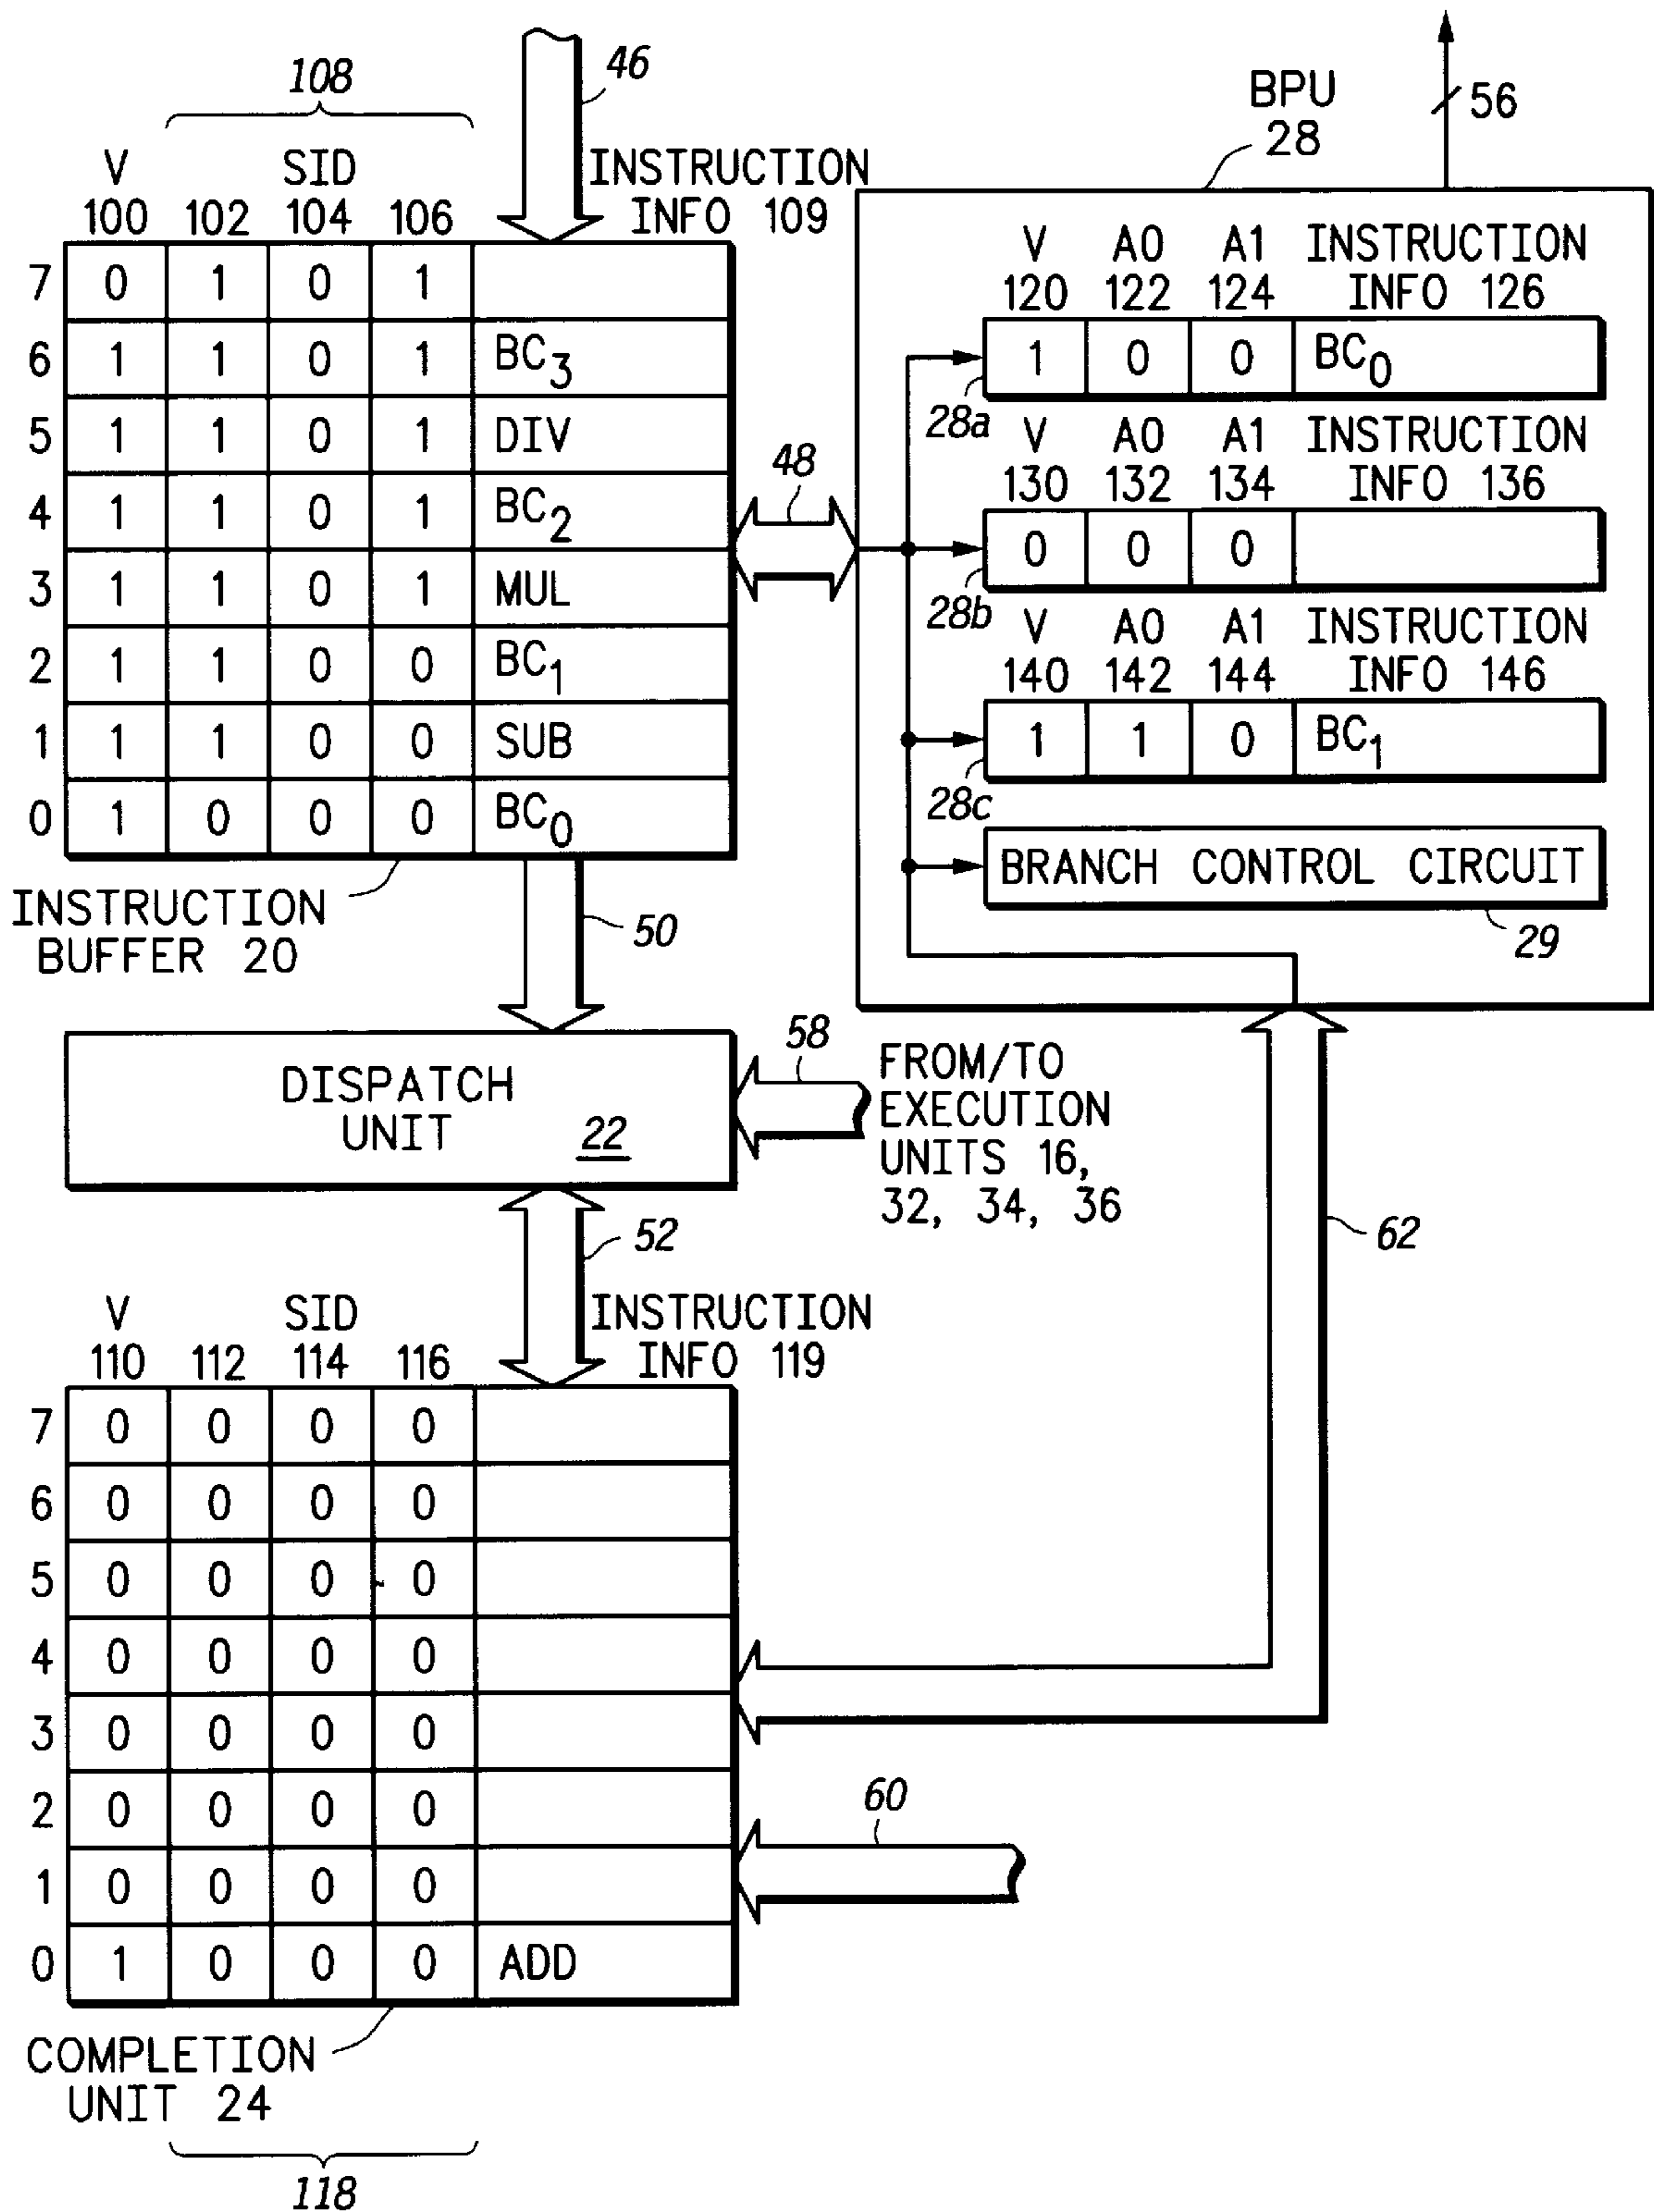 108
V SID
100 102 104 106
46
INSTRUCTION
INFO 109
7 0 1 0 1
6 1 1 0 1 BC3
5 1 1 0 1 DIV
4 1 1 0 1 BC2
3 1 1 0 1 MUL
2 1 1 0 0 BC1
1 1 1 0 0 SUB
0 1 0 0 0 BC0
INSTRUCTION
BUFFER 20
50
48
BPU
28
56
V A0 A1 INSTRUCTION
120 122 124 INFO 126
1 0 0 BC0
28a
V A0 A1 INSTRUCTION
130 132 134 INFO 136
0 0 0
28b
V A0 A1 INSTRUCTION
140 142 144 INFO 146
1 1 0 BC1
28c
BRANCH CONTROL CIRCUIT
29
DISPATCH
UNIT 22
58
FROM/TO
EXECUTION
UNITS 16,
32, 34, 36
52
62
V SID
110 112 114 116
INSTRUCTION
INFO 119
7 0 0 0 0
6 0 0 0 0
5 0 0 0 0
4 0 0 0 0
3 0 0 0 0
2 0 0 0 0
1 0 0 0 0
0 1 0 0 0 ADD
60
COMPLETION
UNIT 24
118